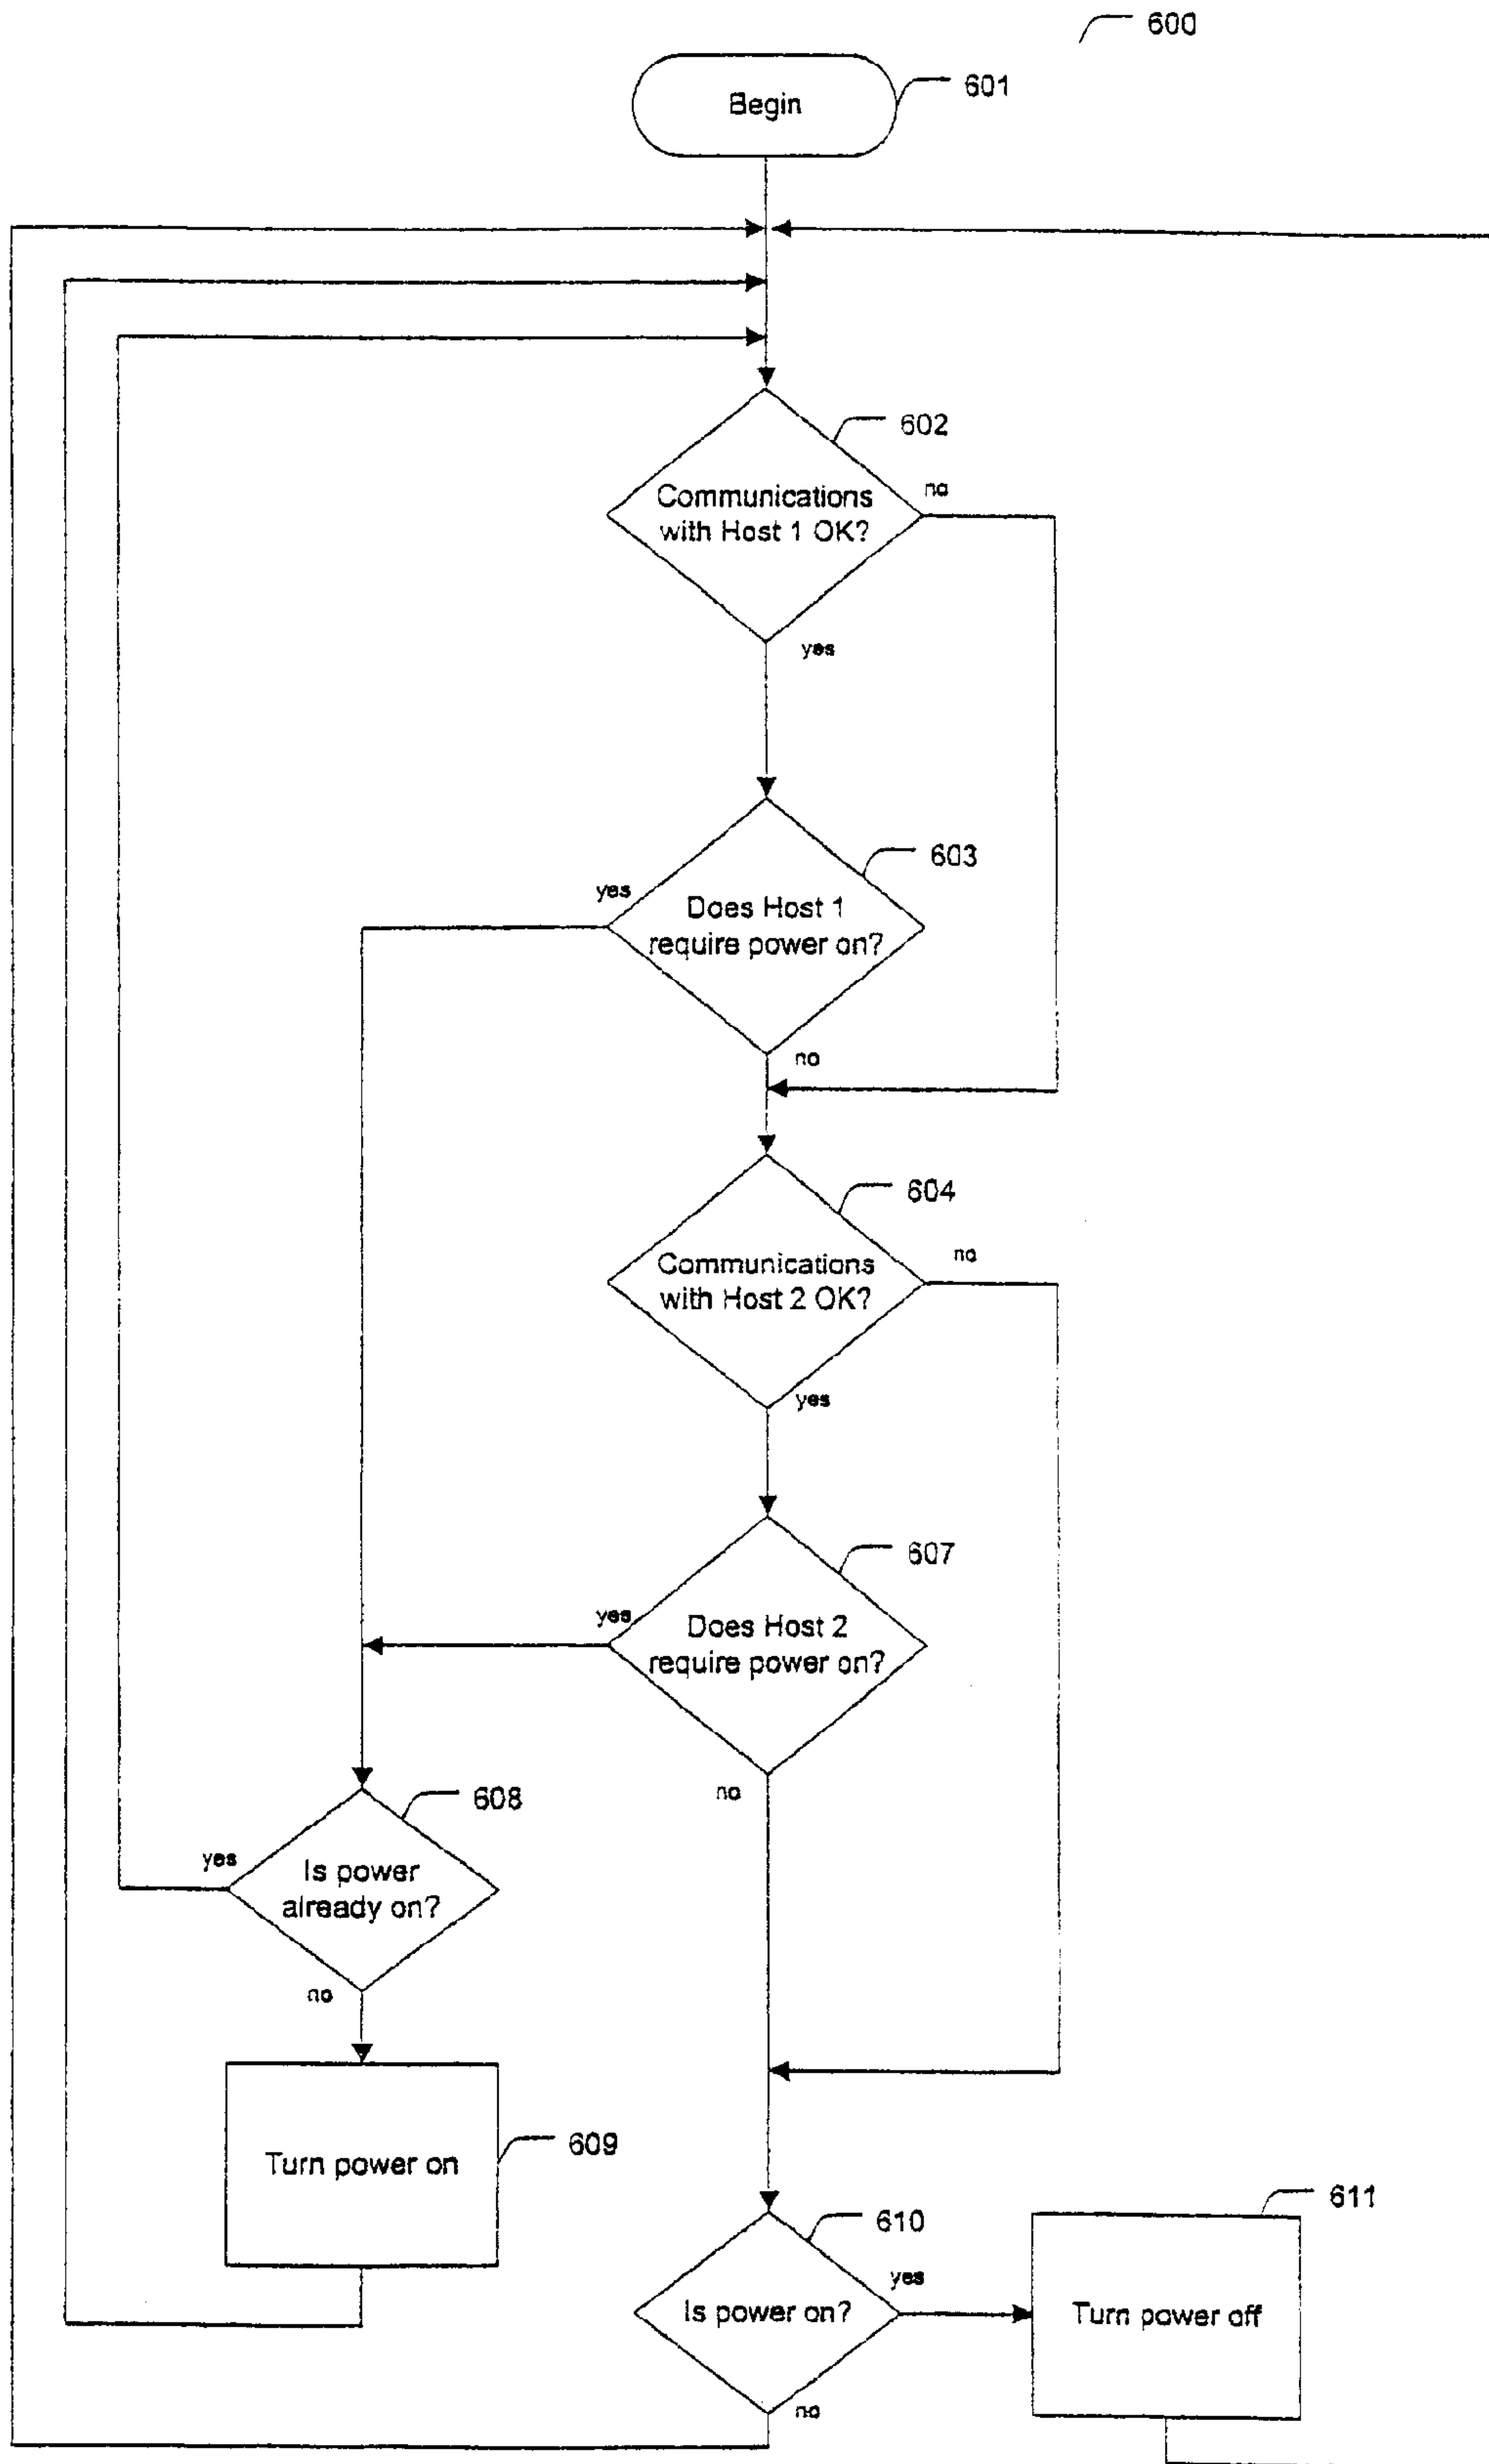 600
Begin
601
602
Communications
with Host 1 OK?
no
yes
603
yes
Does Host 1
require power on?
no
604
Communications
with Host 2 OK?
no
yes
607
yes
Does Host 2
require power on?
no
608
yes
Is power
already on?
no
Turn power on
609
610
Is power on?
yes
no
611
Turn power off